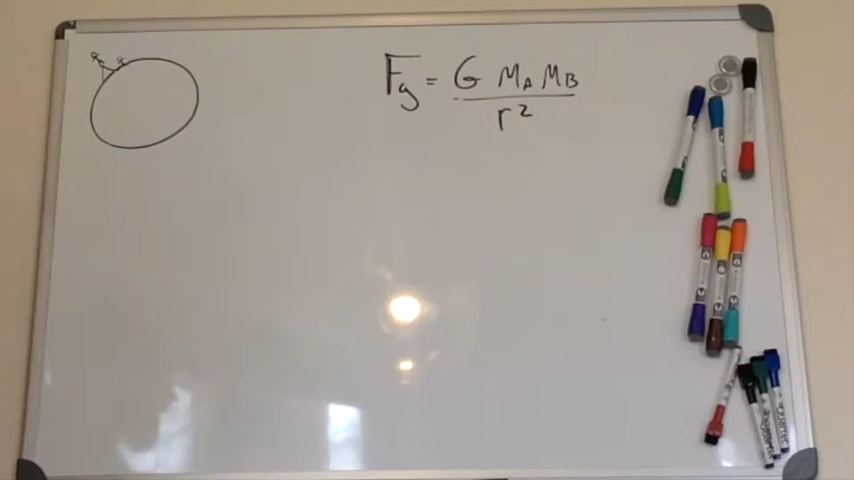 Fg = G MA MB
r²